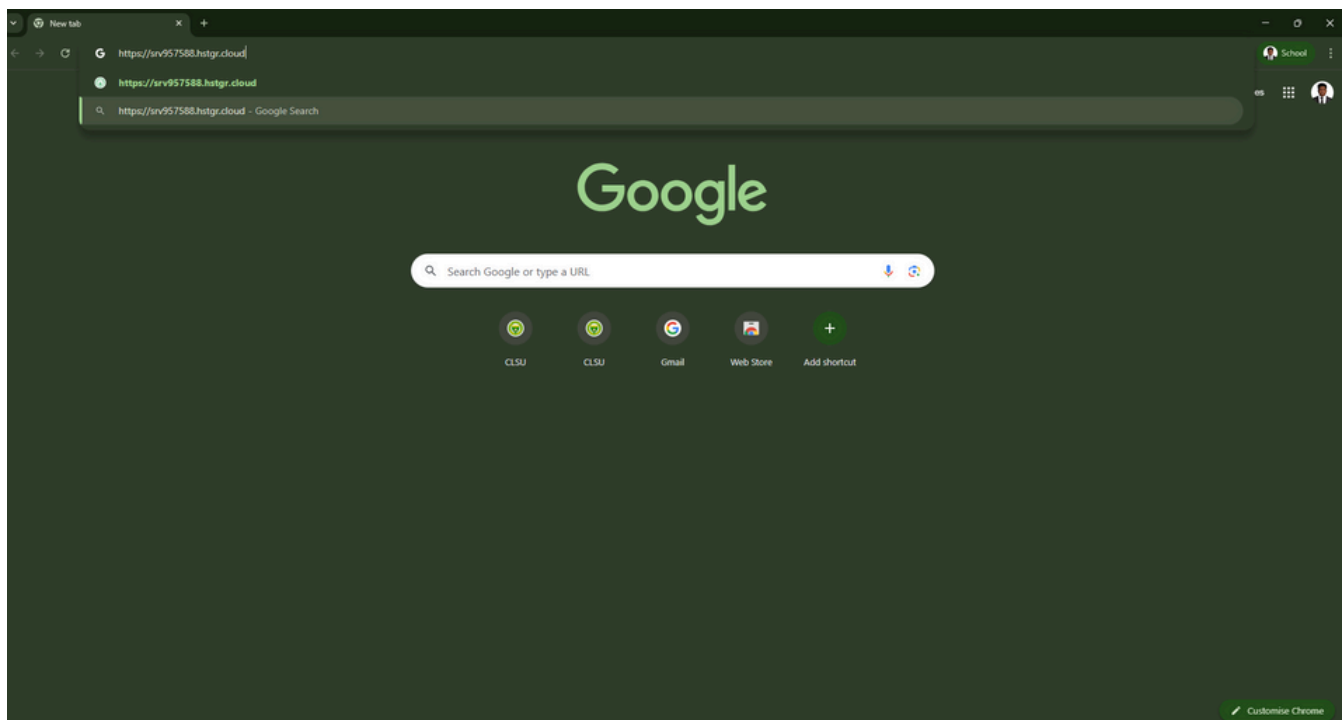 New tab
https://srv957588.hstgr.cloud
School
https://srv957588.hstgr.cloud
https://srv957588.hstgr.cloud - Google Search
es
Google
Search Google or type a URL
CLSU
CLSU
Gmail
Web Store
Add shortcut
Customise Chrome